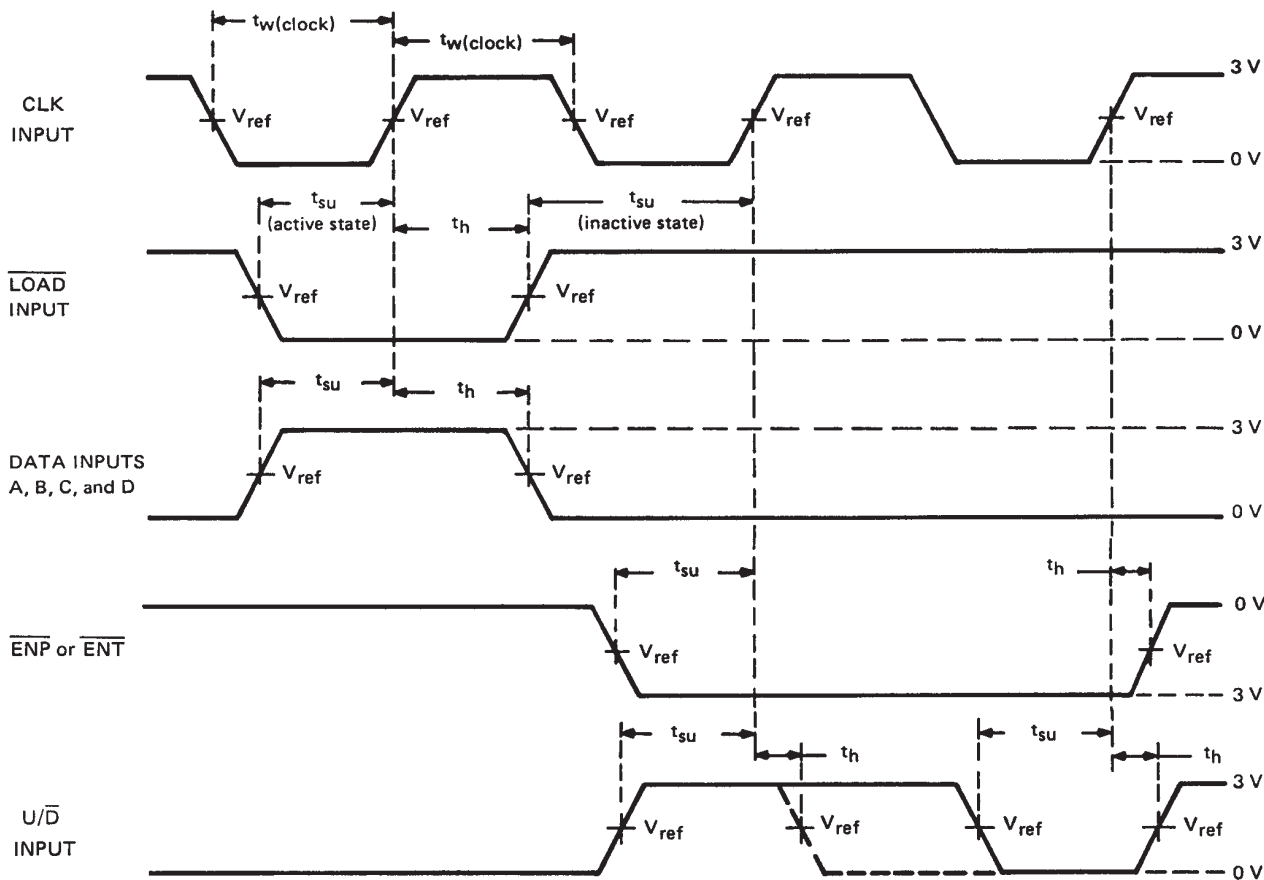 tw(clock)
tw(clock)
3 V
CLK
INPUT
Vref
Vref
Vref
Vref
Vref
0 V
tsu
(active state)
th
tsu
(inactive state)
3 V
LOAD
INPUT
Vref
Vref
0 V
tsu
th
3 V
DATA INPUTS
A, B, C, and D
Vref
Vref
0 V
tsu
th
0 V
ENP or ENT
Vref
Vref
3 V
tsu
th
tsu
th
3 V
U/D
INPUT
Vref
Vref
Vref
Vref
0 V